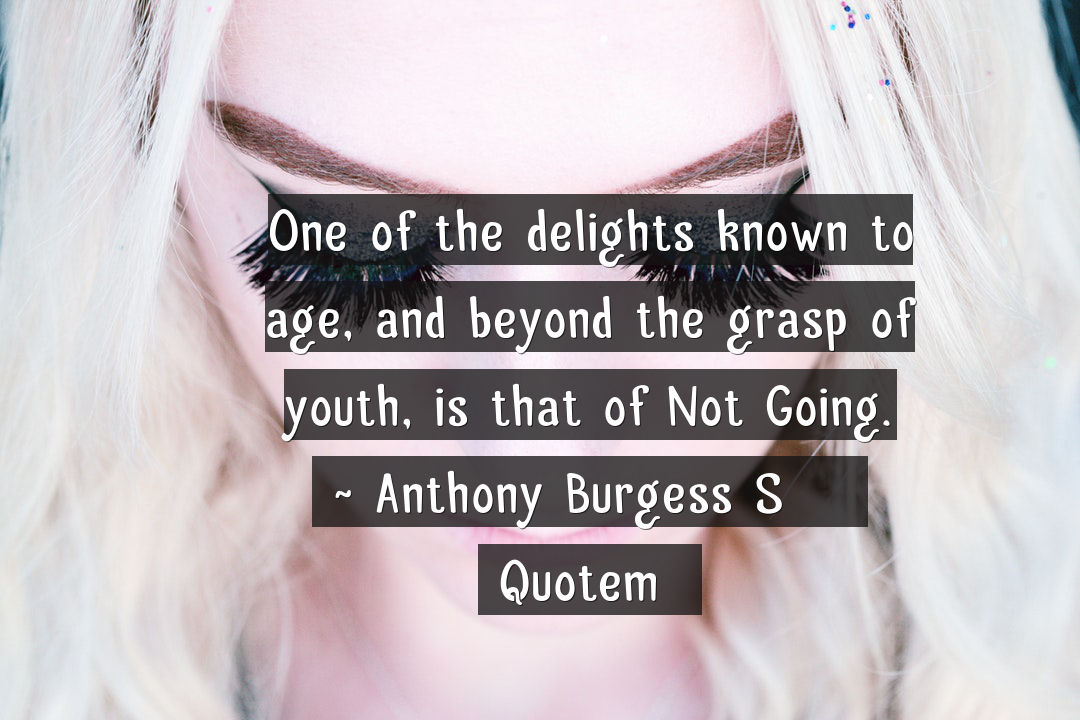 One of the delights known to
age, and beyond the grasp of
youth, is that of Not Going.
~ Anthony Burgess S
Quotem